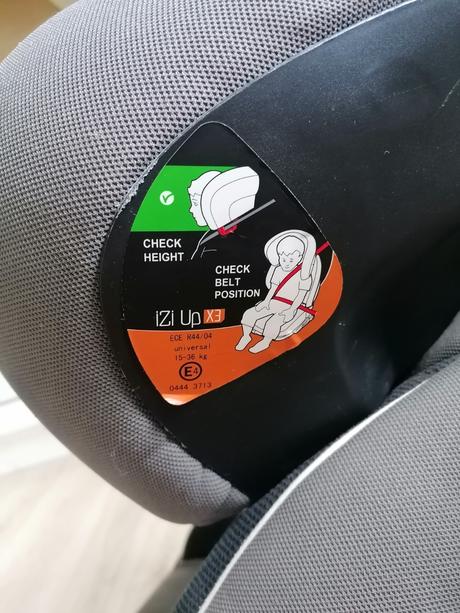 CHECK
HEIGHT
CHECK
BELT
POSITION
iZi Up X3
ECE R44/04
universal
15-36 kg
E4
0444 3713